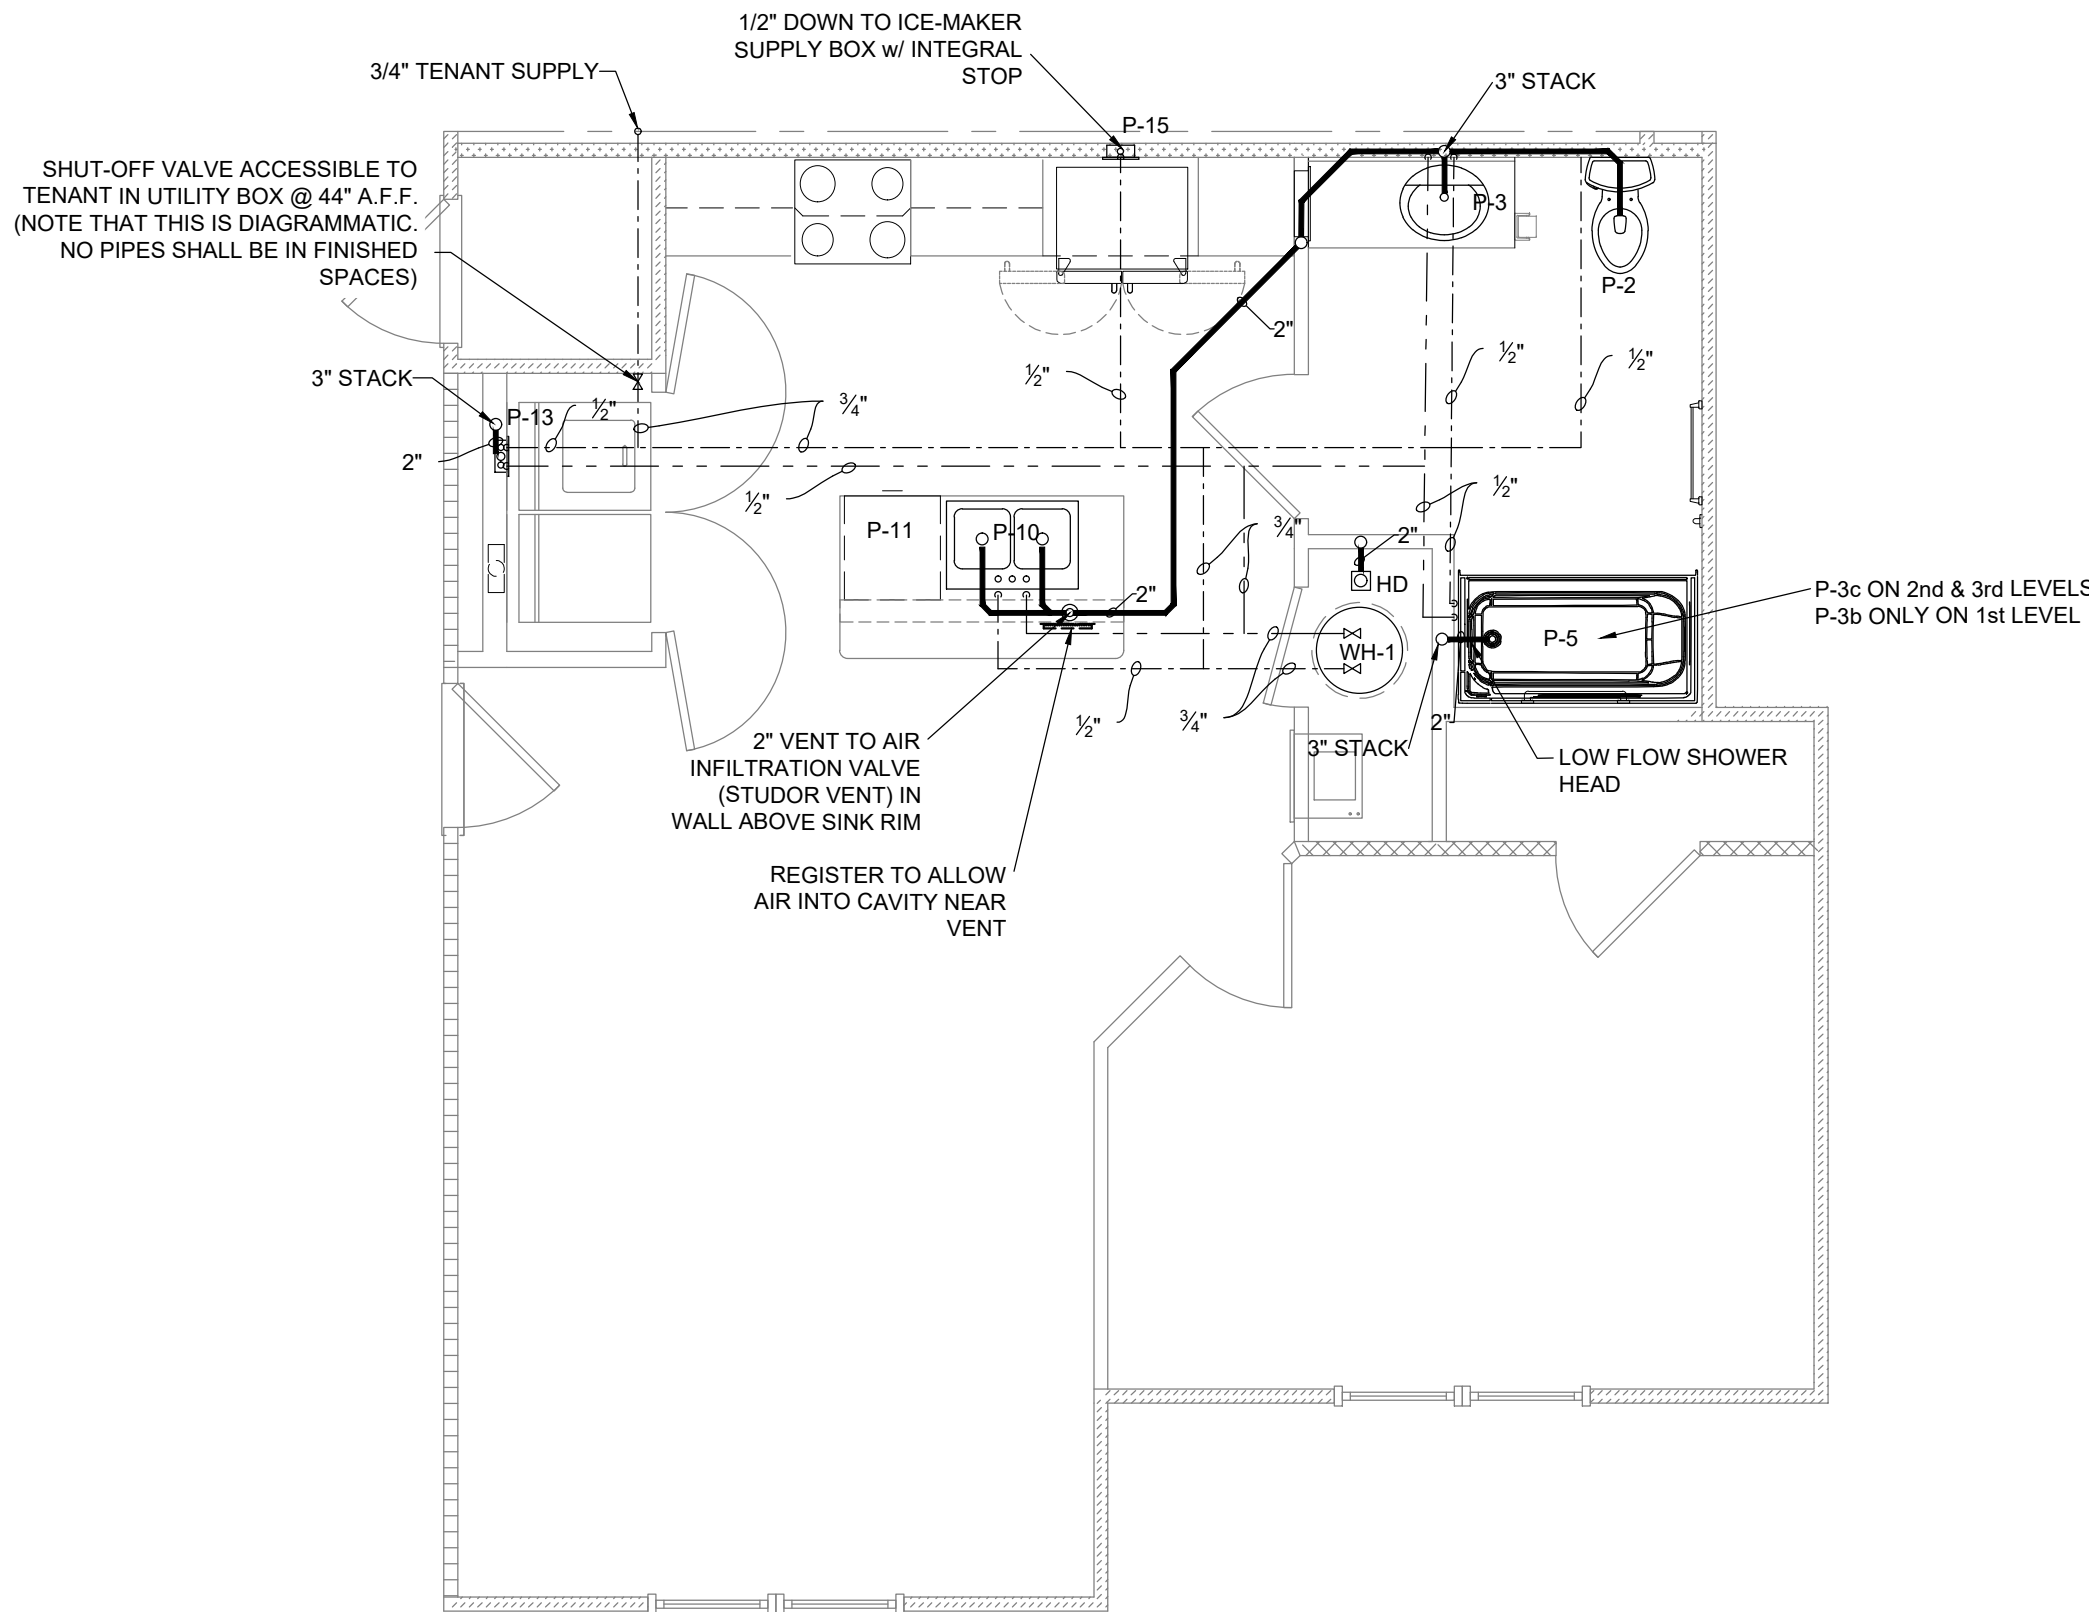 1/2" DOWN TO ICE-MAKER
SUPPLY BOX w/ INTEGRAL
STOP
3/4" TENANT SUPPLY
3" STACK
P-15
SHUT-OFF VALVE ACCESSIBLE TO
TENANT IN UTILITY BOX @ 44" A.F.F.
(NOTE THAT THIS IS DIAGRAMMATIC.
NO PIPES SHALL BE IN FINISHED
SPACES)
P-3
P-2
2"
½"
½"
½"
3" STACK
P-13
½"
¾"
2"
½"
½"
P-11
P-10
¾"
2"
HD
2"
P-3c ON 2nd & 3rd LEVELS
P-3b ONLY ON 1st LEVEL
P-5
WH-1
½"
¾"
2"
2" VENT TO AIR
INFILTRATION VALVE
(STUDOR VENT) IN
WALL ABOVE SINK RIM
3" STACK
LOW FLOW SHOWER
HEAD
REGISTER TO ALLOW
AIR INTO CAVITY NEAR
VENT